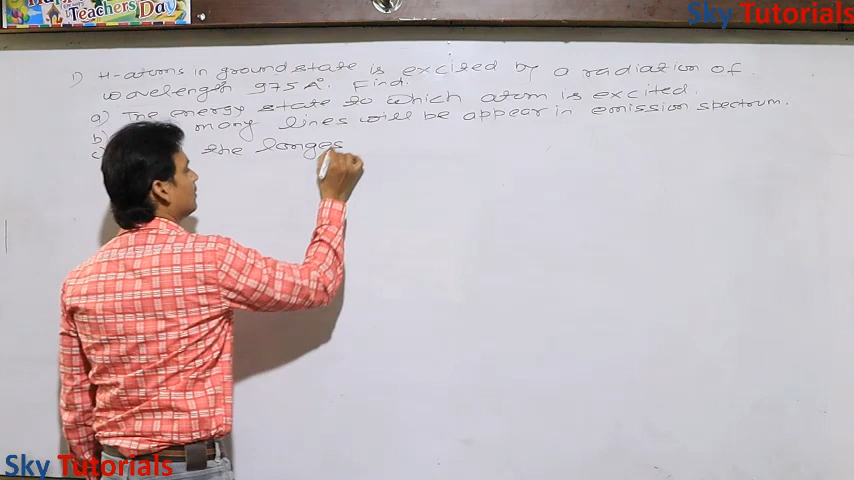 Teachers Day
Sky Tutorials
1) H-atoms in ground state is excited by a radiation of
wavelength 975 A°. Find.
a) The energy state to which atom is excited.
b) many lines will be appear in emission spectrum.
c) the longes
Sky Tutorials